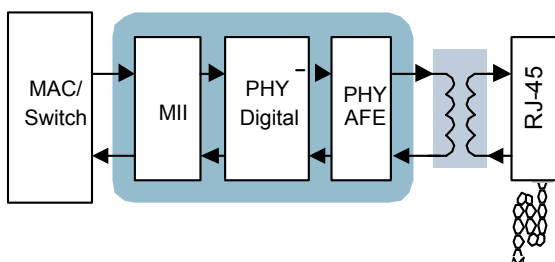 MAC/
Switch
MII
PHY
Digital
PHY
AFE
RJ-45